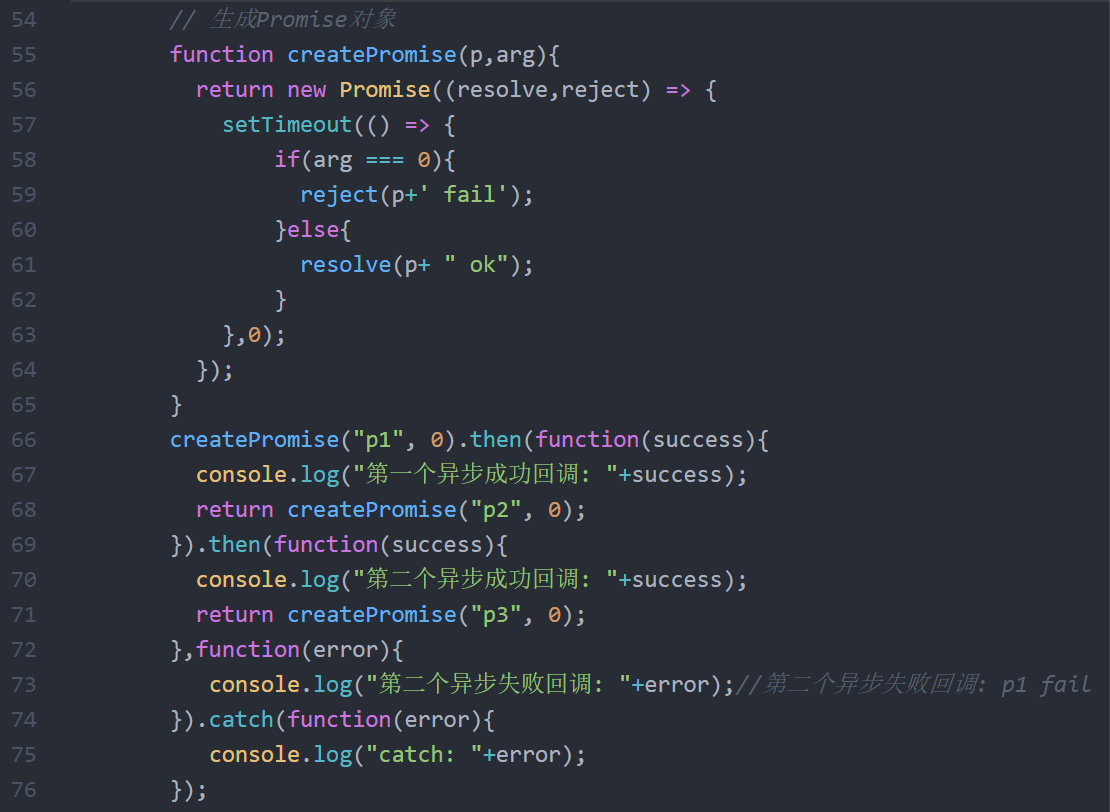 54 // 生成Promise对象
55 function createPromise(p,arg){
56 return new Promise((resolve,reject) => {
57 setTimeout(() => {
58 if(arg === 0){
59 reject(p+' fail');
60 }else{
61 resolve(p+ " ok");
62 }
63 },0);
64 });
65 }
66 createPromise("p1", 0).then(function(success){
67 console.log("第一个异步成功回调: "+success);
68 return createPromise("p2", 0);
69 }).then(function(success){
70 console.log("第二个异步成功回调: "+success);
71 return createPromise("p3", 0);
72 },function(error){
73 console.log("第二个异步失败回调: "+error);//第二个异步失败回调: p1 fail
74 }).catch(function(error){
75 console.log("catch: "+error);
76 });